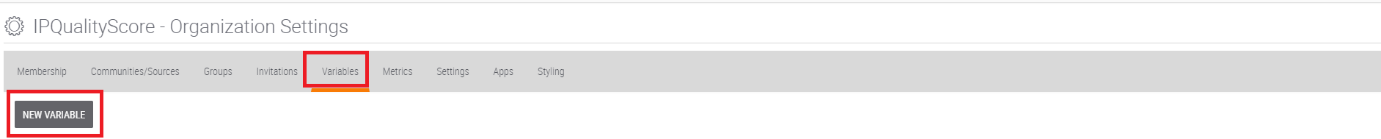 IPQualityScore - Organization Settings
Membership Communities/Sources Groups Invitations Variables Metrics Settings Apps Styling
NEW VARIABLE